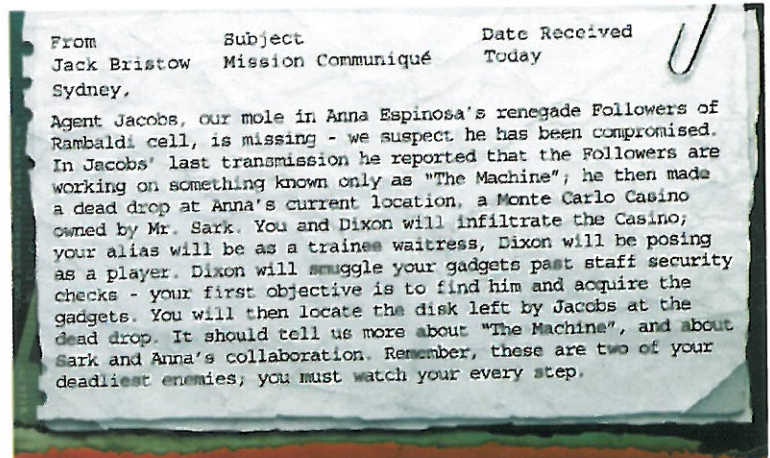 From Subject Date Received
Jack Bristow Mission Communiqué Today
Sydney,
Agent Jacobs, our mole in Anna Espinosa's renegade Followers of
Rambaldi cell, is missing - we suspect he has been compromised.
In Jacobs' last transmission he reported that the Followers are
working on something known only as "The Machine"; he then made
a dead drop at Anna's current location, a Monte Carlo Casino
owned by Mr. Sark. You and Dixon will infiltrate the Casino;
your alias will be as a trainee waitress, Dixon will be posing
as a player. Dixon will smuggle your gadgets past staff security
checks - your first objective is to find him and acquire the
gadgets. You will then locate the disk left by Jacobs at the
dead drop. It should tell us more about "The Machine", and about
Sark and Anna's collaboration. Remember, these are two of your
deadliest enemies; you must watch your every step.